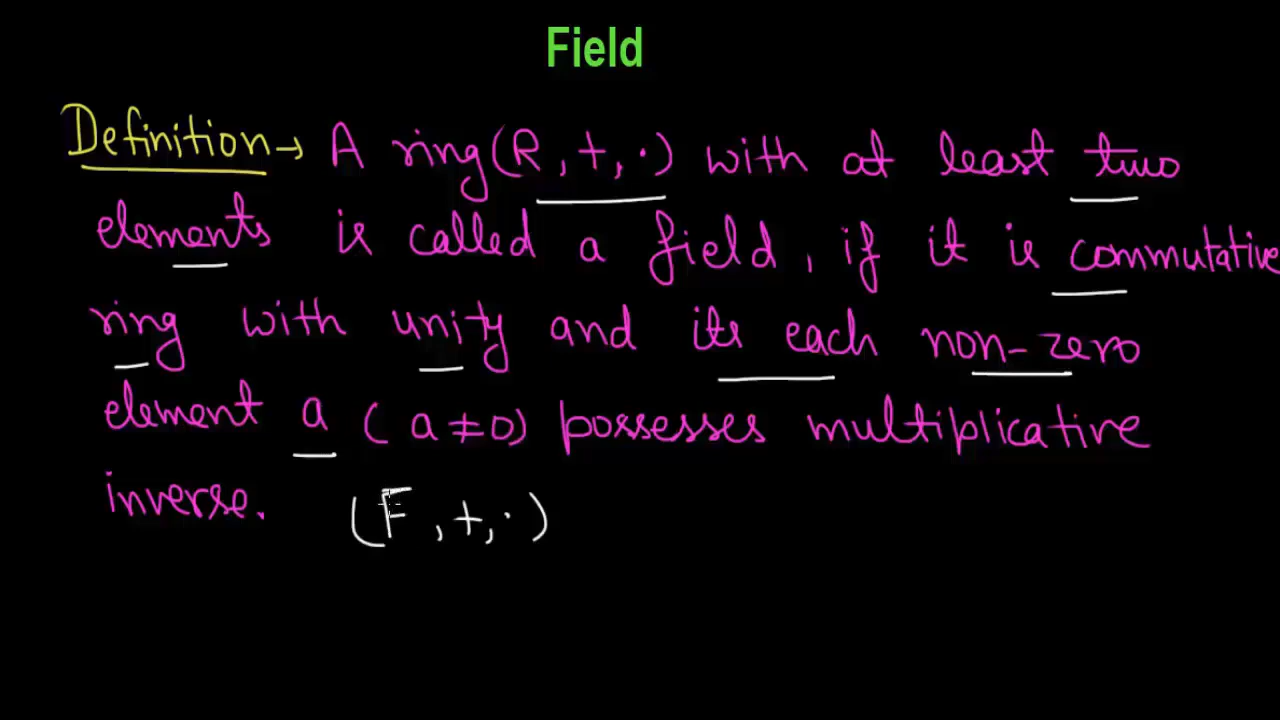 Field
Definition→ A ring (R, +, ·) with at least two
elements is called a field, if it is commutative
ring with unity and its each non-zero
element a (a≠0) possesses multiplicative
inverse. (F, +, ·)